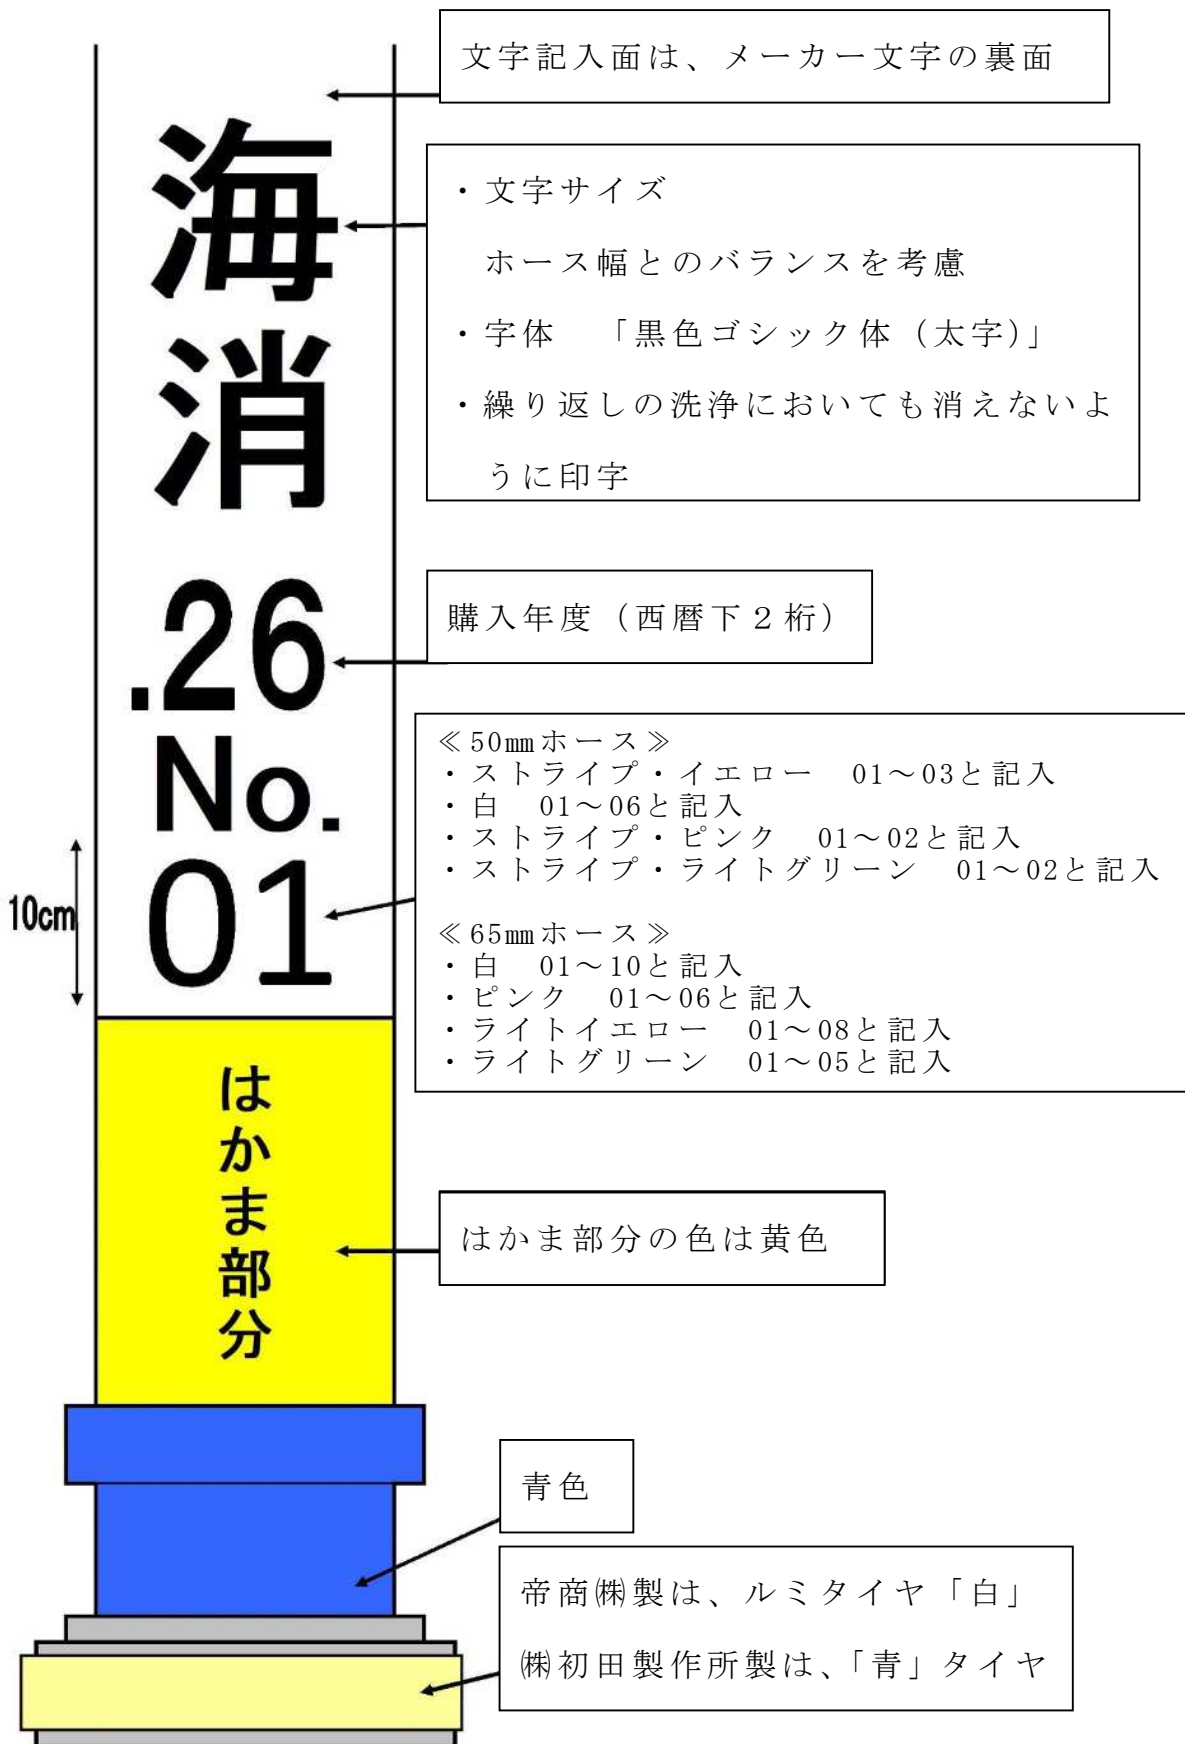 文字記入面は、メーカー文字の裏面
海
消
.26
No.
01
10cm
・文字サイズ
ホース幅とのバランスを考慮
・字体　「黒色ゴシック体（太字）」
・繰り返しの洗浄においても消えないよ
うに印字
購入年度（西暦下２桁）
≪50㎜ホース≫
・ストライプ・イエロー　01～03と記入
・白　01～06と記入
・ストライプ・ピンク　01～02と記入
・ストライプ・ライトグリーン　01～02と記入
≪65㎜ホース≫
・白　01～10と記入
・ピンク　01～06と記入
・ライトイエロー　01～08と記入
・ライトグリーン　01～05と記入
はかま部分
はかま部分の色は黄色
青色
帝商㈱製は、ルミタイヤ「白」
㈱初田製作所製は、「青」タイヤ